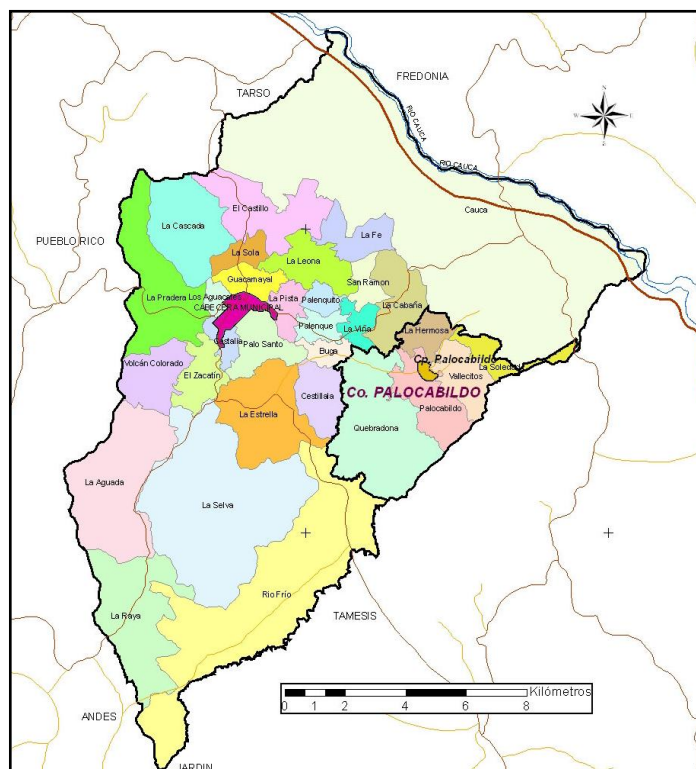 FREDONIA
TARSO
N
W E
S
RIO CAUCA
RIO CAUCA
Cauca
El Castillo
La Cascada
La Fe
PUEBLO RICO
La Sola
La Leona
Guacamayal
San Ramon
La Pradera
Los Aguacates
La Pista
Palenquito
La Cabaña
CABECERA MUNICIPAL
Palenque
La Viña
La Hermosa
Castalia
Palo Santo
Buga
Cp. Palocabildo
Volcán Colorado
La Soledad
El Zacatín
Vallecitos
Cestillala
Co. PALOCABILDO
La Estrella
Palocabildo
Quebradona
La Aguada
La Selva
Rio Frío
La Raya
TAMESIS
Kilómetros
0 1 2 4 6 8
ANDES
JARDIN